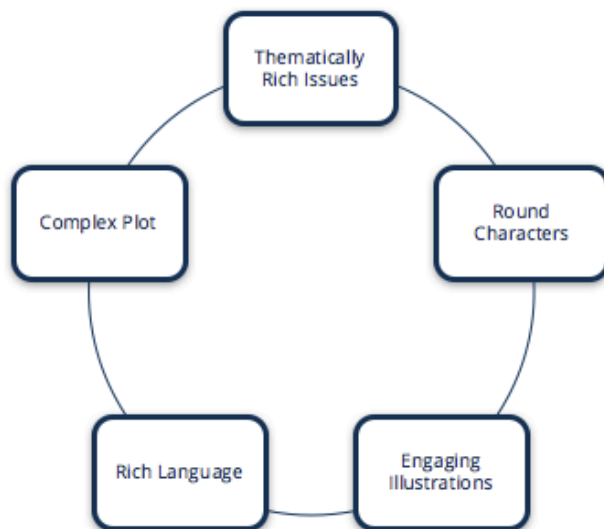 Thematically
Rich Issues
Round
Characters
Engaging
Illustrations
Rich Language
Complex Plot